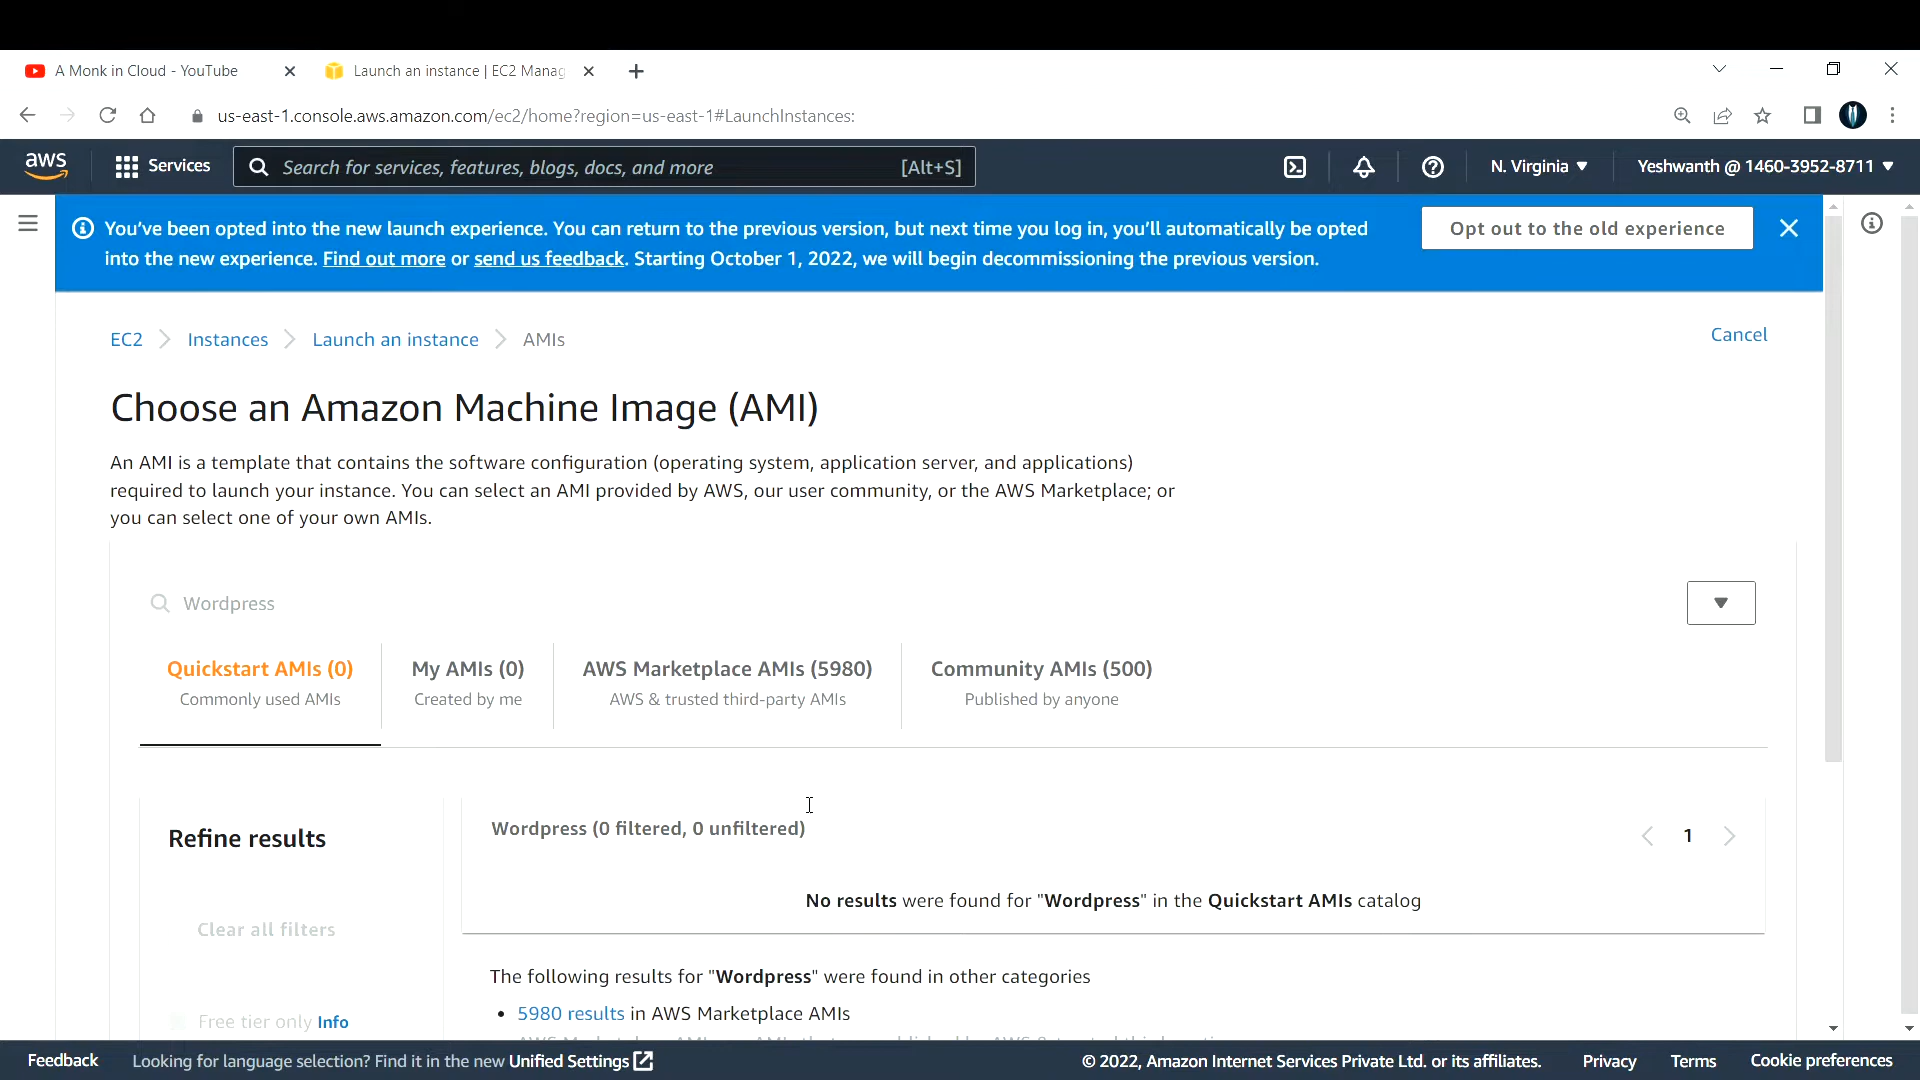 A Monk in Cloud - YouTube
Launch an instance | EC2 Manag
us-east-1.console.aws.amazon.com/ec2/home?region=us-east-1#LaunchInstances:
aws
Services
Search for services, features, blogs, docs, and more
[Alt+S]
N. Virginia
Yeshwanth @ 1460-3952-8711
You've been opted into the new launch experience. You can return to the previous version, but next time you log in, you'll automatically be opted
into the new experience. Find out more or send us feedback. Starting October 1, 2022, we will begin decommissioning the previous version.
Opt out to the old experience
EC2 > Instances > Launch an instance > AMIs
Cancel
Choose an Amazon Machine Image (AMI)
An AMI is a template that contains the software configuration (operating system, application server, and applications)
required to launch your instance. You can select an AMI provided by AWS, our user community, or the AWS Marketplace; or
you can select one of your own AMIs.
Wordpress
Quickstart AMIs (0)
Commonly used AMIs
My AMIs (0)
Created by me
AWS Marketplace AMIs (5980)
AWS & trusted third-party AMIs
Community AMIs (500)
Published by anyone
Refine results
Clear all filters
Free tier only Info
Wordpress (0 filtered, 0 unfiltered)
1
No results were found for "Wordpress" in the Quickstart AMIs catalog
The following results for "Wordpress" were found in other categories
• 5980 results in AWS Marketplace AMIs
Feedback
Looking for language selection? Find it in the new Unified Settings
© 2022, Amazon Internet Services Private Ltd. or its affiliates.
Privacy
Terms
Cookie preferences